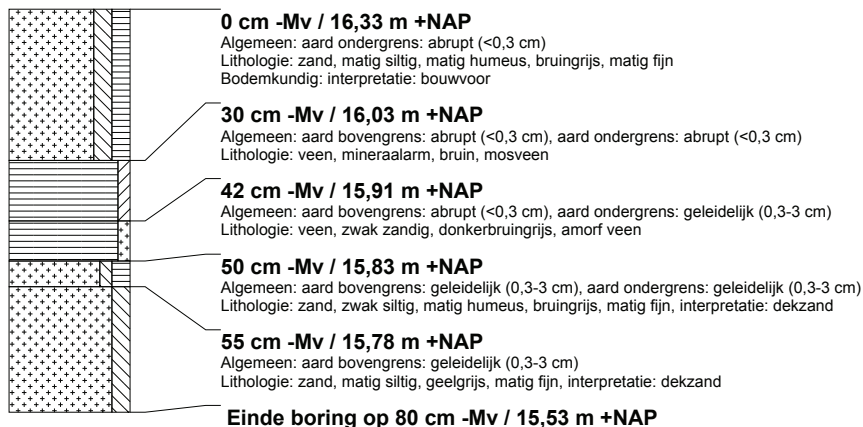 0 cm -Mv / 16,33 m +NAP
Algemeen: aard ondergrens: abrupt (<0,3 cm)
Lithologie: zand, matig siltig, matig humeus, bruingrijs, matig fijn
Bodemkundig: interpretatie: bouwvoor
30 cm -Mv / 16,03 m +NAP
Algemeen: aard bovengrens: abrupt (<0,3 cm), aard ondergrens: abrupt (<0,3 cm)
Lithologie: veen, mineraalarm, bruin, mosveen
42 cm -Mv / 15,91 m +NAP
Algemeen: aard bovengrens: abrupt (<0,3 cm), aard ondergrens: geleidelijk (0,3-3 cm)
Lithologie: veen, zwak zandig, donkerbruingrijs, amorf veen
50 cm -Mv / 15,83 m +NAP
Algemeen: aard bovengrens: geleidelijk (0,3-3 cm), aard ondergrens: geleidelijk (0,3-3 cm)
Lithologie: zand, zwak siltig, matig humeus, bruingrijs, matig fijn, interpretatie: dekzand
55 cm -Mv / 15,78 m +NAP
Algemeen: aard bovengrens: geleidelijk (0,3-3 cm)
Lithologie: zand, matig siltig, geelgrijs, matig fijn, interpretatie: dekzand
Einde boring op 80 cm -Mv / 15,53 m +NAP